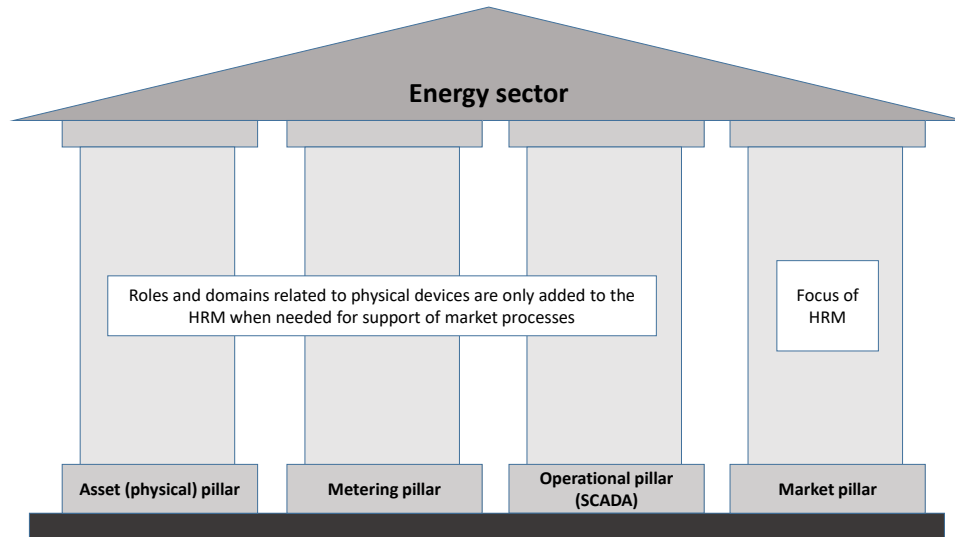 Energy sector
Roles and domains related to physical devices are only added to the
HRM when needed for support of market processes
Focus of
HRM
Asset (physical) pillar
Metering pillar
Operational pillar
(SCADA)
Market pillar